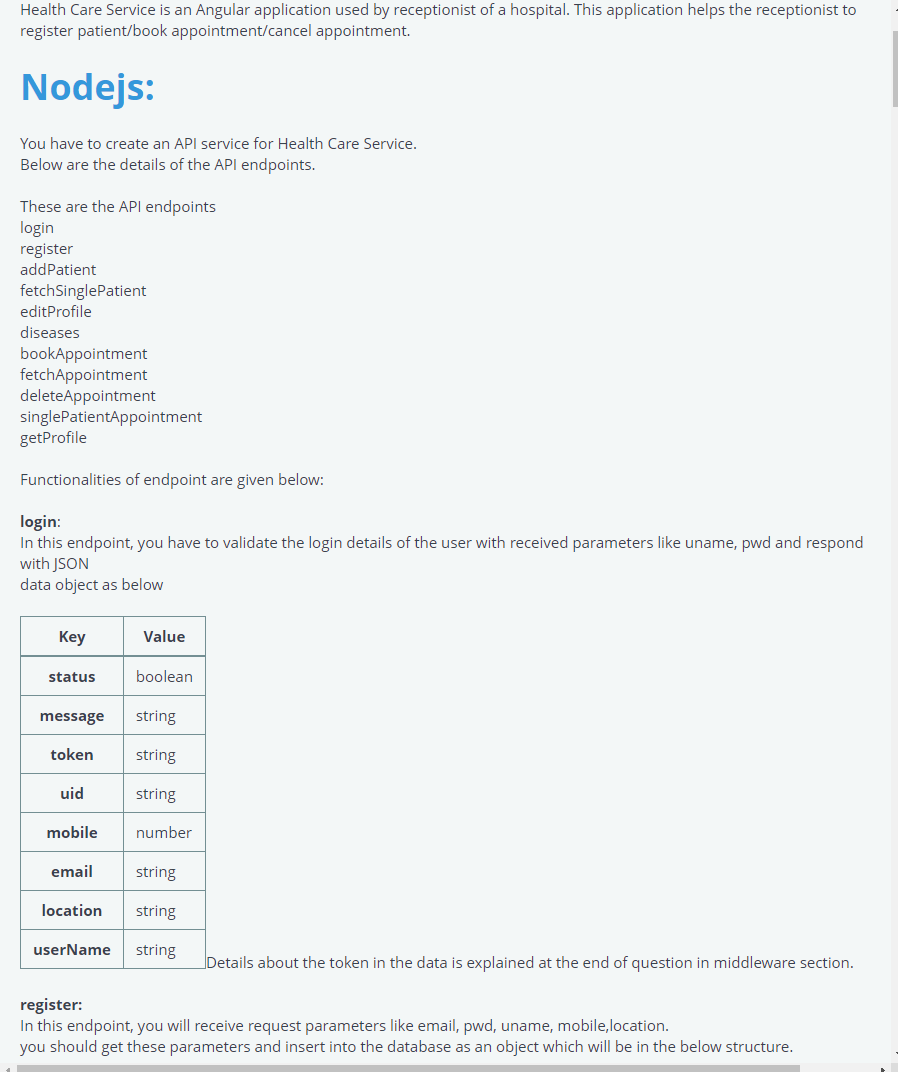 Health Care Service is an Angular application used by receptionist of a hospital. This application helps the receptionist to
register patient/book appointment/cancel appointment.
Nodejs:
You have to create an API service for Health Care Service.
Below are the details of the API endpoints.
These are the API endpoints
login
register
addPatient
fetchSinglePatient
editProfile
diseases
bookAppointment
fetchAppointment
deleteAppointment
singlePatientAppointment
getProfile
Functionalities of endpoint are given below:
login:
In this endpoint, you have to validate the login details of the user with received parameters like uname, pwd and respond
with JSON
data object as below
Key Value
status boolean
message string
token string
uid string
mobile number
email string
location string
userName string
Details about the token in the data is explained at the end of question in middleware section.
register:
In this endpoint, you will receive request parameters like email, pwd, uname, mobile,location.
you should get these parameters and insert into the database as an object which will be in the below structure.